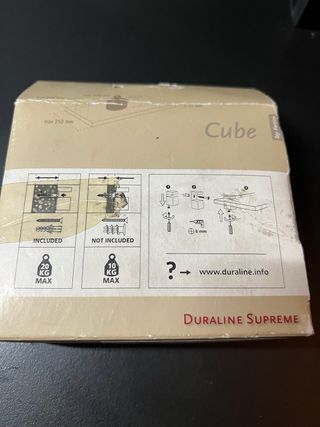 max 250 mm
Cube
INCLUDED
NOT INCLUDED
6 mm
20
KG
MAX
10
KG
MAX
? → www.duraline.info
DURALINE SUPREME